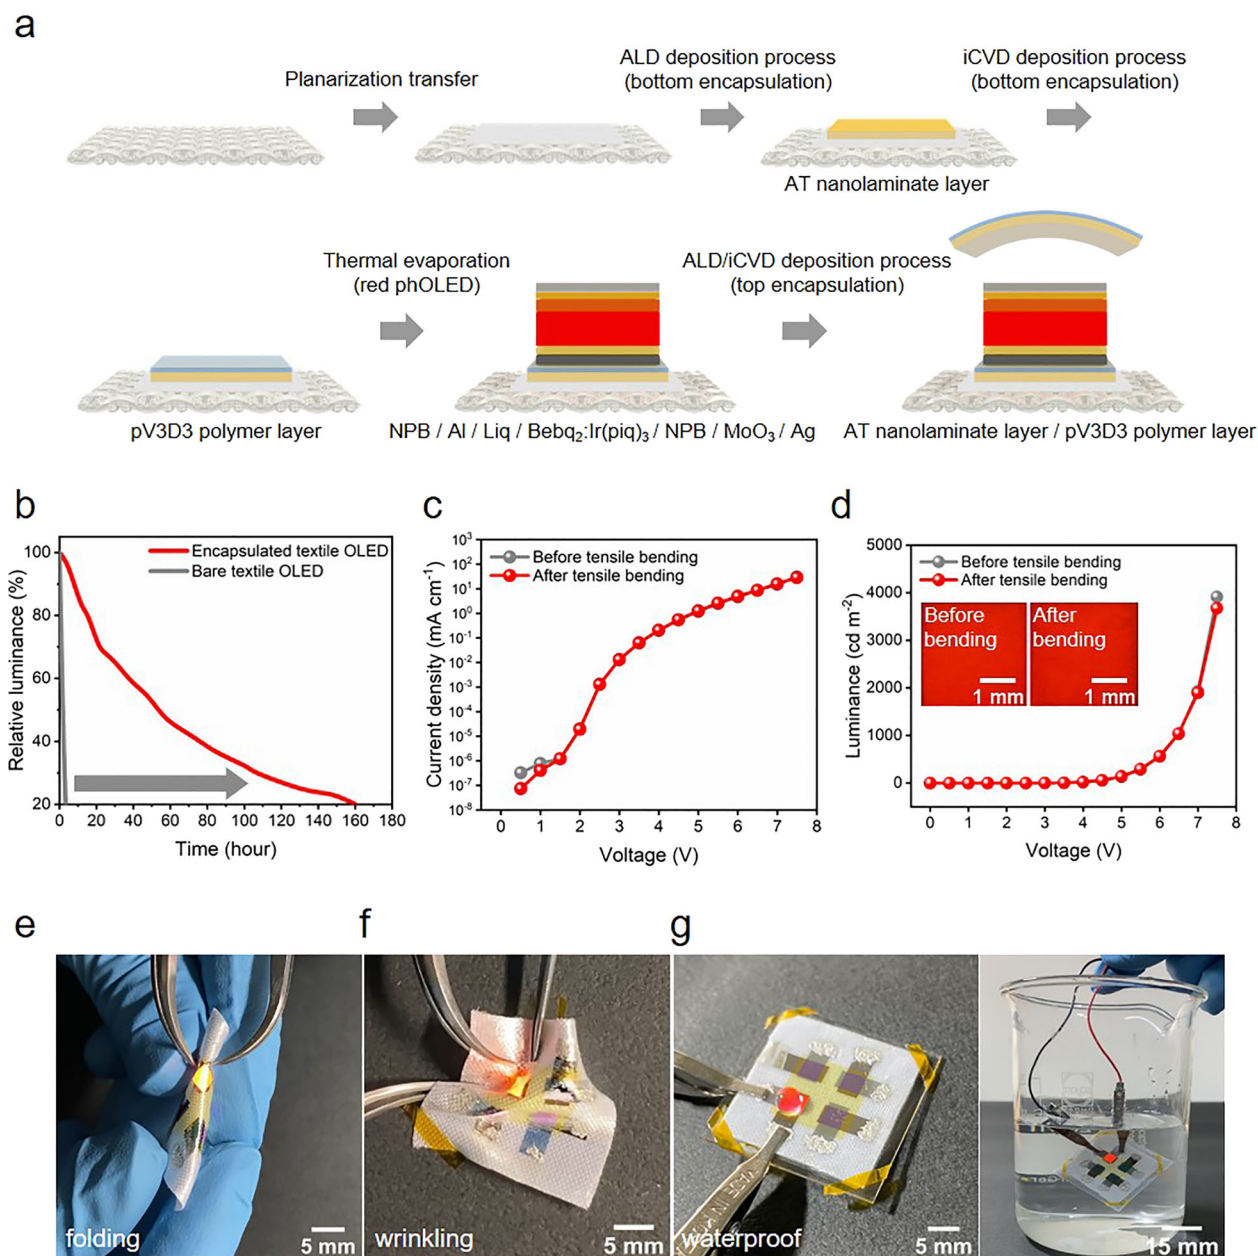 a
Planarization transfer
ALD deposition process
(bottom encapsulation)
iCVD deposition process
(bottom encapsulation)
AT nanolaminate layer
Thermal evaporation
(red phOLED)
ALD/iCVD deposition process
(top encapsulation)
pV3D3 polymer layer
NPB / Al / Liq / Bebq₂:Ir(piq)₃ / NPB / MoO₃ / Ag
AT nanolaminate layer / pV3D3 polymer layer
b
Encapsulated textile OLED
Bare textile OLED
Relative luminance (%)
100
80
60
40
20
0 20 40 60 80 100 120 140 160 180
Time (hour)
c
Before tensile bending
After tensile bending
Current density (mA cm⁻¹)
10³
10²
10¹
10⁰
10⁻¹
10⁻²
10⁻³
10⁻⁴
10⁻⁵
10⁻⁶
10⁻⁷
10⁻⁸
0 1 2 3 4 5 6 7 8
Voltage (V)
d
Before tensile bending
After tensile bending
Before
bending
1 mm
After
bending
1 mm
Luminance (cd m⁻²)
5000
4000
3000
2000
1000
0
0 1 2 3 4 5 6 7 8
Voltage (V)
e
folding
5 mm
f
wrinkling
5 mm
g
waterproof
5 mm
15 mm